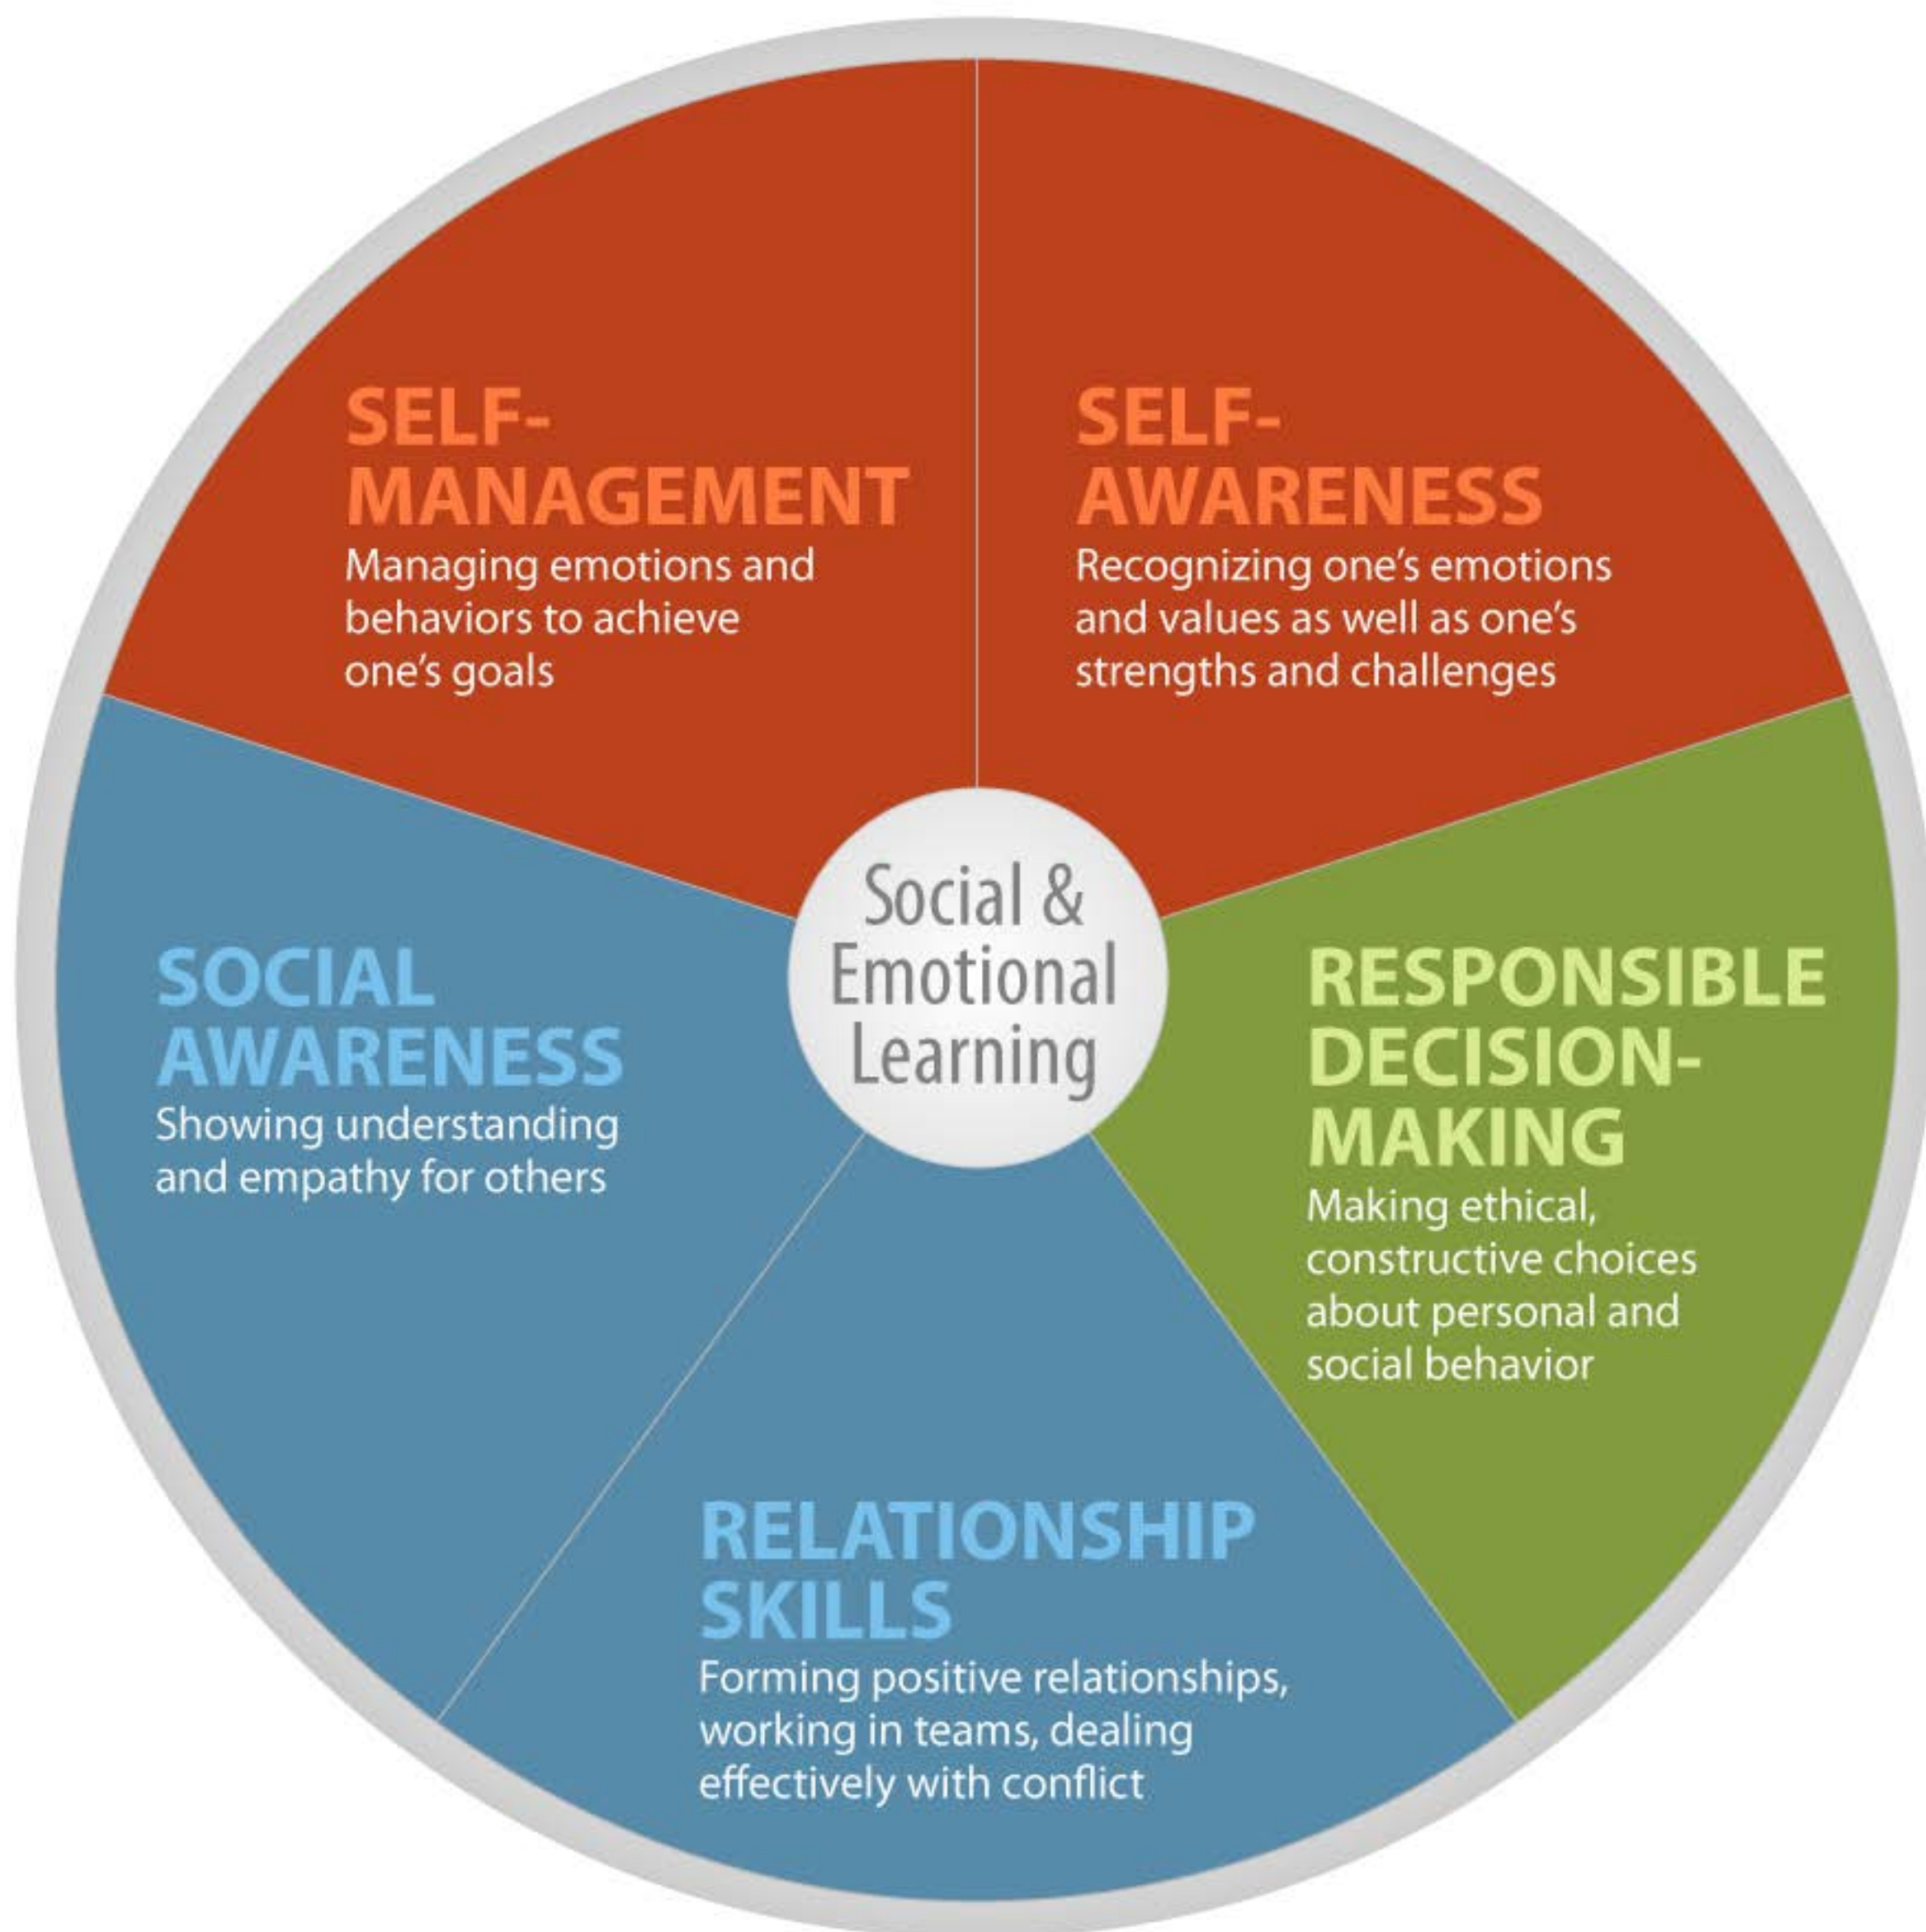 SELF-
MANAGEMENT
Managing emotions and
behaviors to achieve
one's goals
SELF-
AWARENESS
Recognizing one's emotions
and values as well as one's
strengths and challenges
Social &
Emotional
Learning
SOCIAL
AWARENESS
Showing understanding
and empathy for others
RESPONSIBLE
DECISION-
MAKING
Making ethical,
constructive choices
about personal and
social behavior
RELATIONSHIP
SKILLS
Forming positive relationships,
working in teams, dealing
effectively with conflict